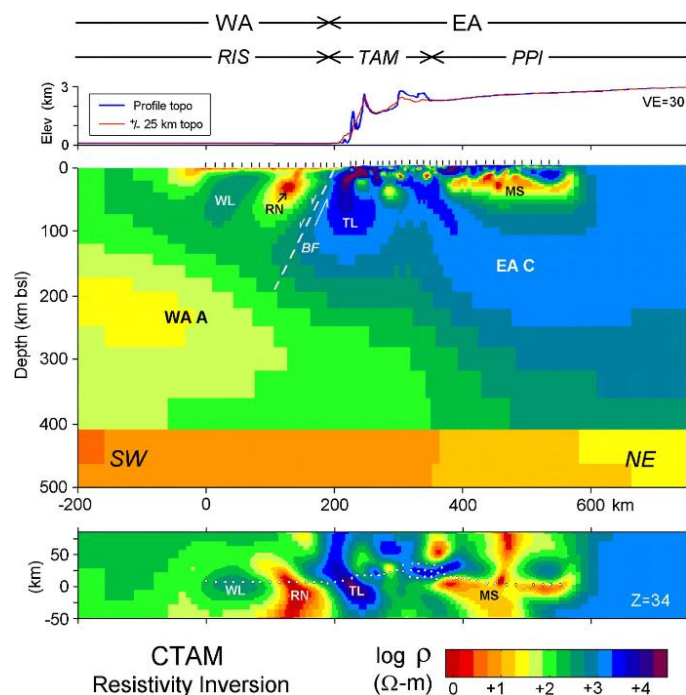 WA EA
RIS TAM PPI
Elev (km)
3
0
Profile topo
+/- 25 km topo
VE=30
Depth (km bsl)
0
100
200
300
400
500
WL RN BF TL MS
WA A
EA C
SW NE
-200 0 200 400 600 km
(km)
50
0
-50
WL RN TL MS
Z=34
CTAM
Resistivity Inversion
log ρ
(Ω-m)
0 +1 +2 +3 +4